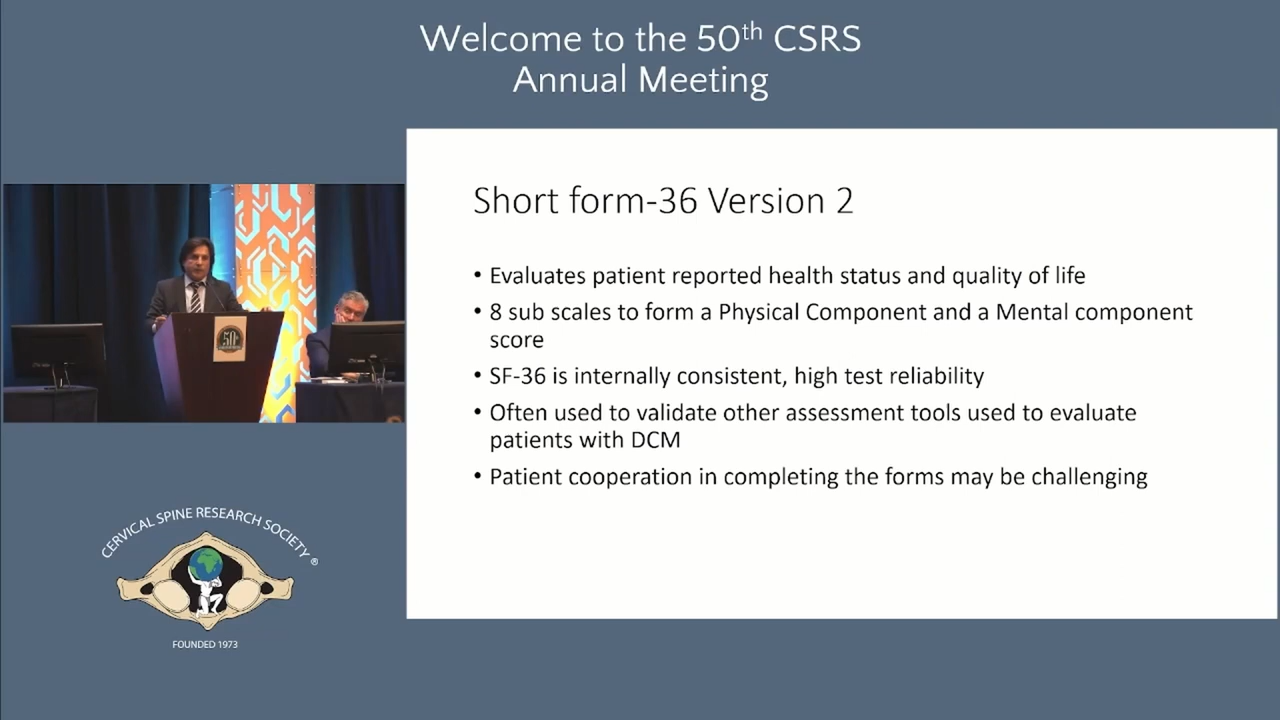 Welcome to the 50th CSRS
Annual Meeting
Short form-36 Version 2
• Evaluates patient reported health status and quality of life
• 8 sub scales to form a Physical Component and a Mental component
score
• SF-36 is internally consistent, high test reliability
• Often used to validate other assessment tools used to evaluate
patients with DCM
• Patient cooperation in completing the forms may be challenging
50
CERVICAL SPINE RESEARCH SOCIETY®
FOUNDED 1973